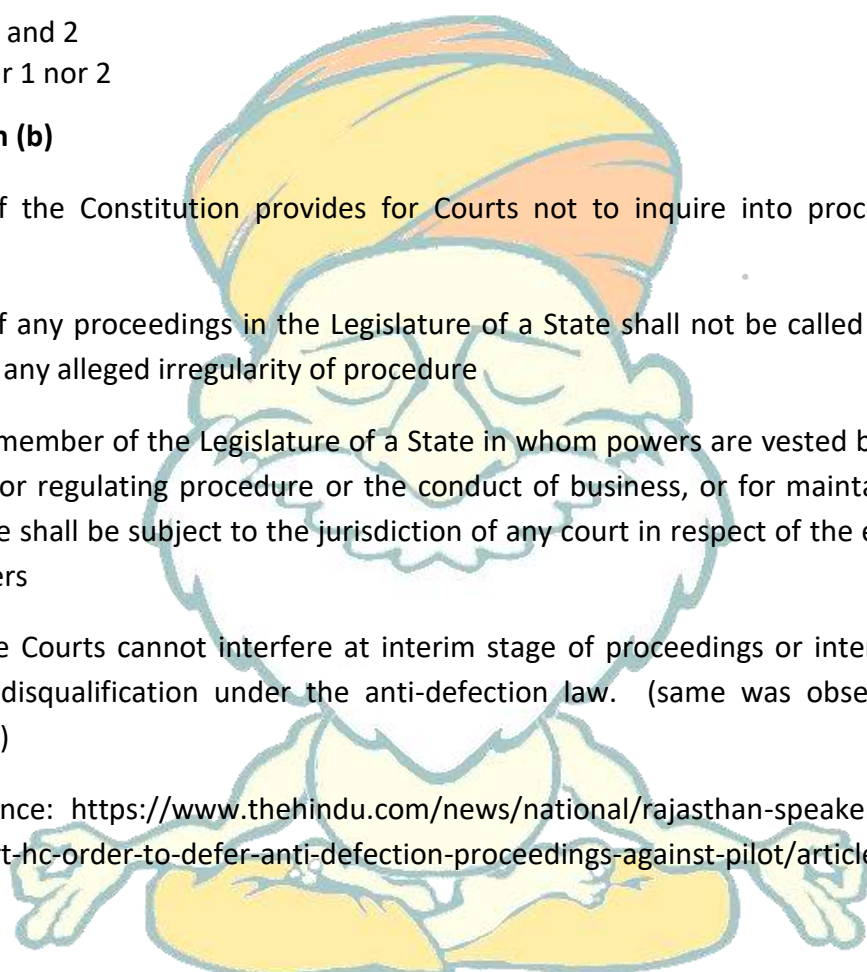 and 2
r 1 nor 2
(b)
f the Constitution provides for Courts not to inquire into proc
f any proceedings in the Legislature of a State shall not be called
any alleged irregularity of procedure
member of the Legislature of a State in whom powers are vested b
or regulating procedure or the conduct of business, or for mainta
e shall be subject to the jurisdiction of any court in respect of the e
ers
e Courts cannot interfere at interim stage of proceedings or inter
disqualification under the anti-defection law. (same was obse
)
nce: https://www.thehindu.com/news/national/rajasthan-speake
rt-hc-order-to-defer-anti-defection-proceedings-against-pilot/article